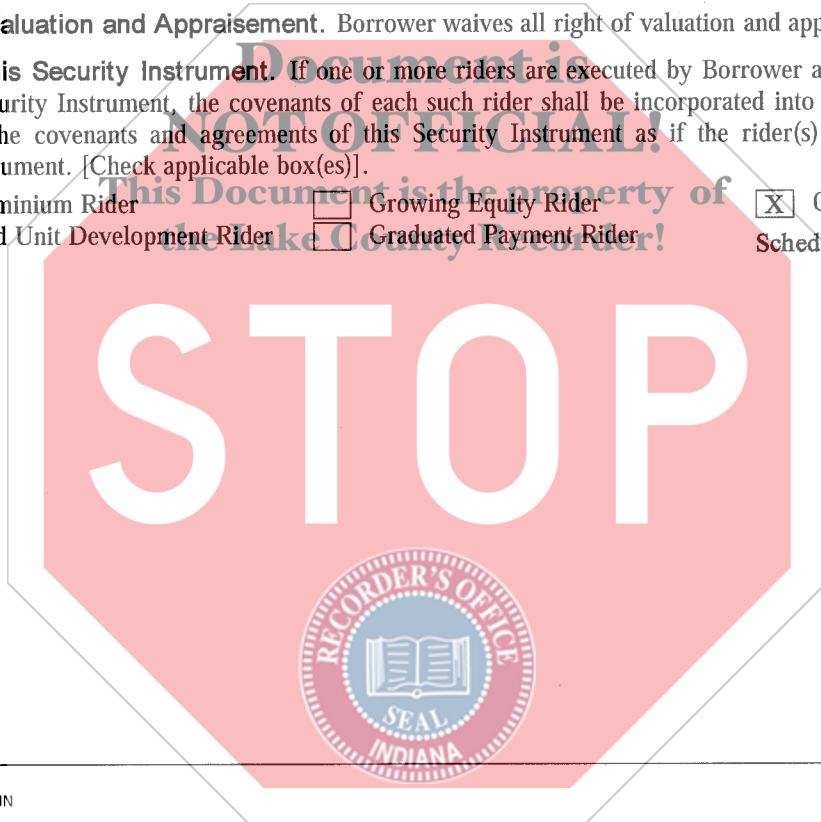 aluation and Appraisement. Borrower waives all right of valuation and app
Document is
is Security Instrument. If one or more riders are executed by Borrower a
urity Instrument, the covenants of each such rider shall be incorporated into
NOT OFFICIAL!
he covenants and agreements of this Security Instrument as if the rider(s)
ument. [Check applicable box(es)].
This Document is the property of
minium Rider Growing Equity Rider X
the Lake County Recorder!
d Unit Development Rider Graduated Payment Rider Sched
STOP
RECORDER'S OFFICE
SEAL
INDIANA
IN